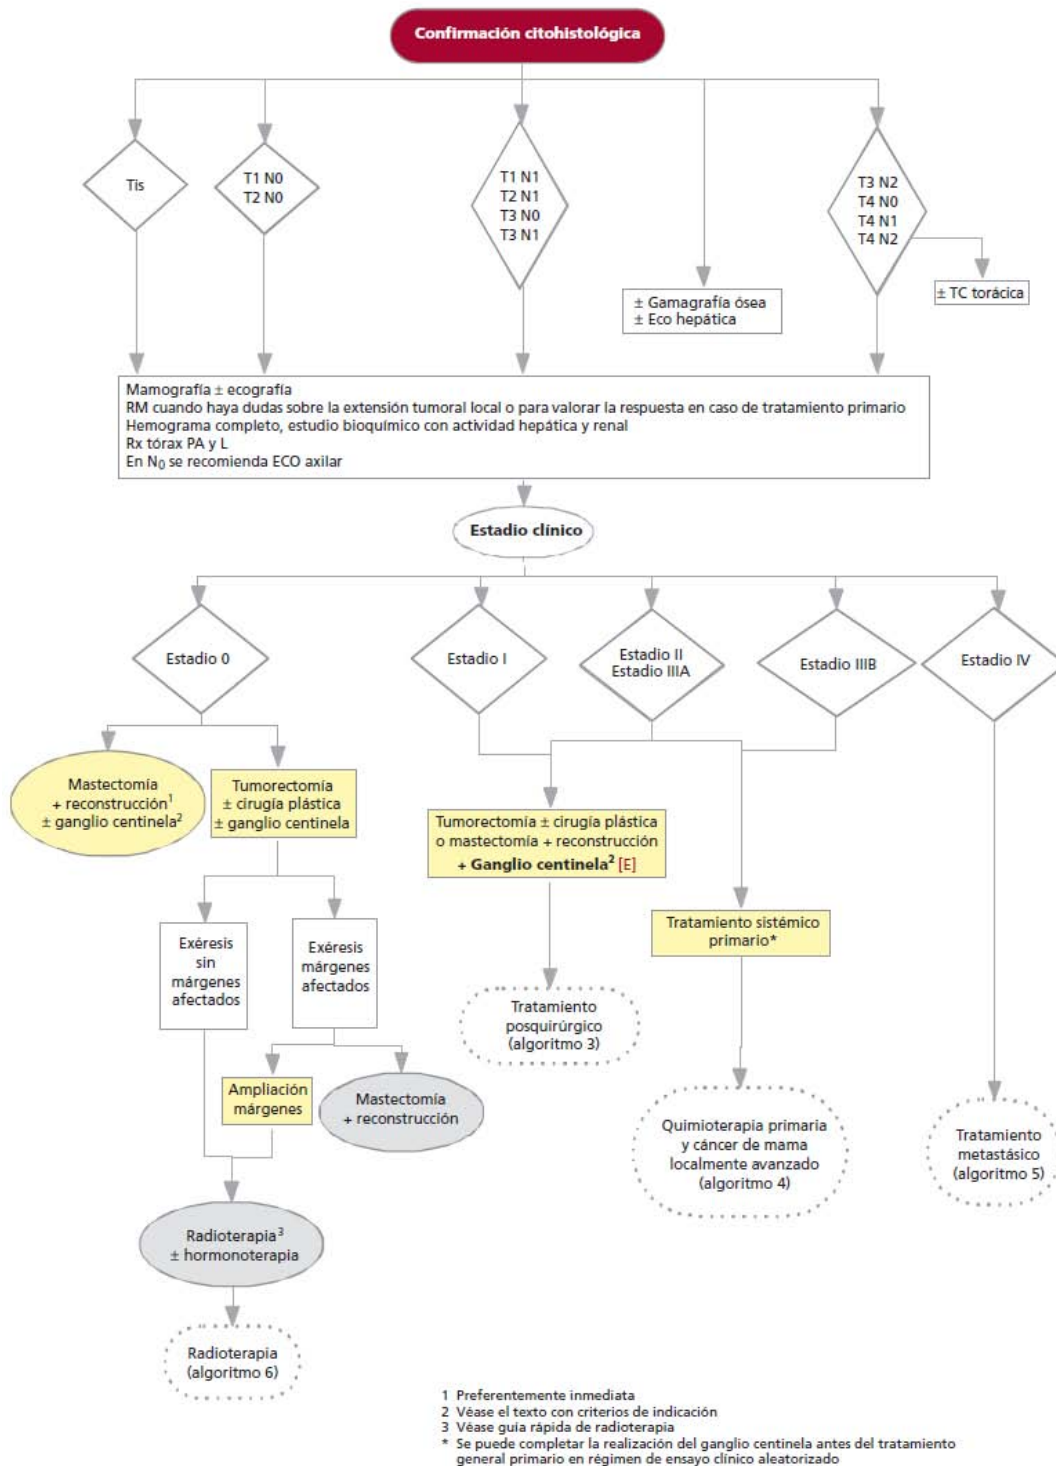 Confirmación citohistológica
Tis
T1 N0
T2 N0
T1 N1
T2 N1
T3 N0
T3 N1
T3 N2
T4 N0
T4 N1
T4 N2
± Gamagrafía ósea
± Eco hepática
± TC torácica
Mamografía ± ecografía
RM cuando haya dudas sobre la extensión tumoral local o para valorar la respuesta en caso de tratamiento primario
Hemograma completo, estudio bioquímico con actividad hepática y renal
Rx tórax PA y L
En N0 se recomienda ECO axilar
Estadio clínico
Estadio 0
Estadio I
Estadio II
Estadio IIIA
Estadio IIIB
Estadio IV
Mastectomía
+ reconstrucción1
± ganglio centinela2
Tumorectomía
± cirugía plástica
± ganglio centinela
Tumorectomía ± cirugía plástica
o mastectomía + reconstrucción
+ Ganglio centinela2 [E]
Tratamiento sistémico
primario*
Exéresis
sin
márgenes
afectados
Exéresis
márgenes
afectados
Tratamiento
posquirúrgico
(algoritmo 3)
Ampliación
márgenes
Mastectomía
+ reconstrucción
Quimioterapia primaria
y cáncer de mama
localmente avanzado
(algoritmo 4)
Tratamiento
metastásico
(algoritmo 5)
Radioterapia3
± hormonoterapia
Radioterapia
(algoritmo 6)
1 Preferentemente inmediata
2 Véase el texto con criterios de indicación
3 Véase guía rápida de radioterapia
* Se puede completar la realización del ganglio centinela antes del tratamiento
general primario en régimen de ensayo clínico aleatorizado